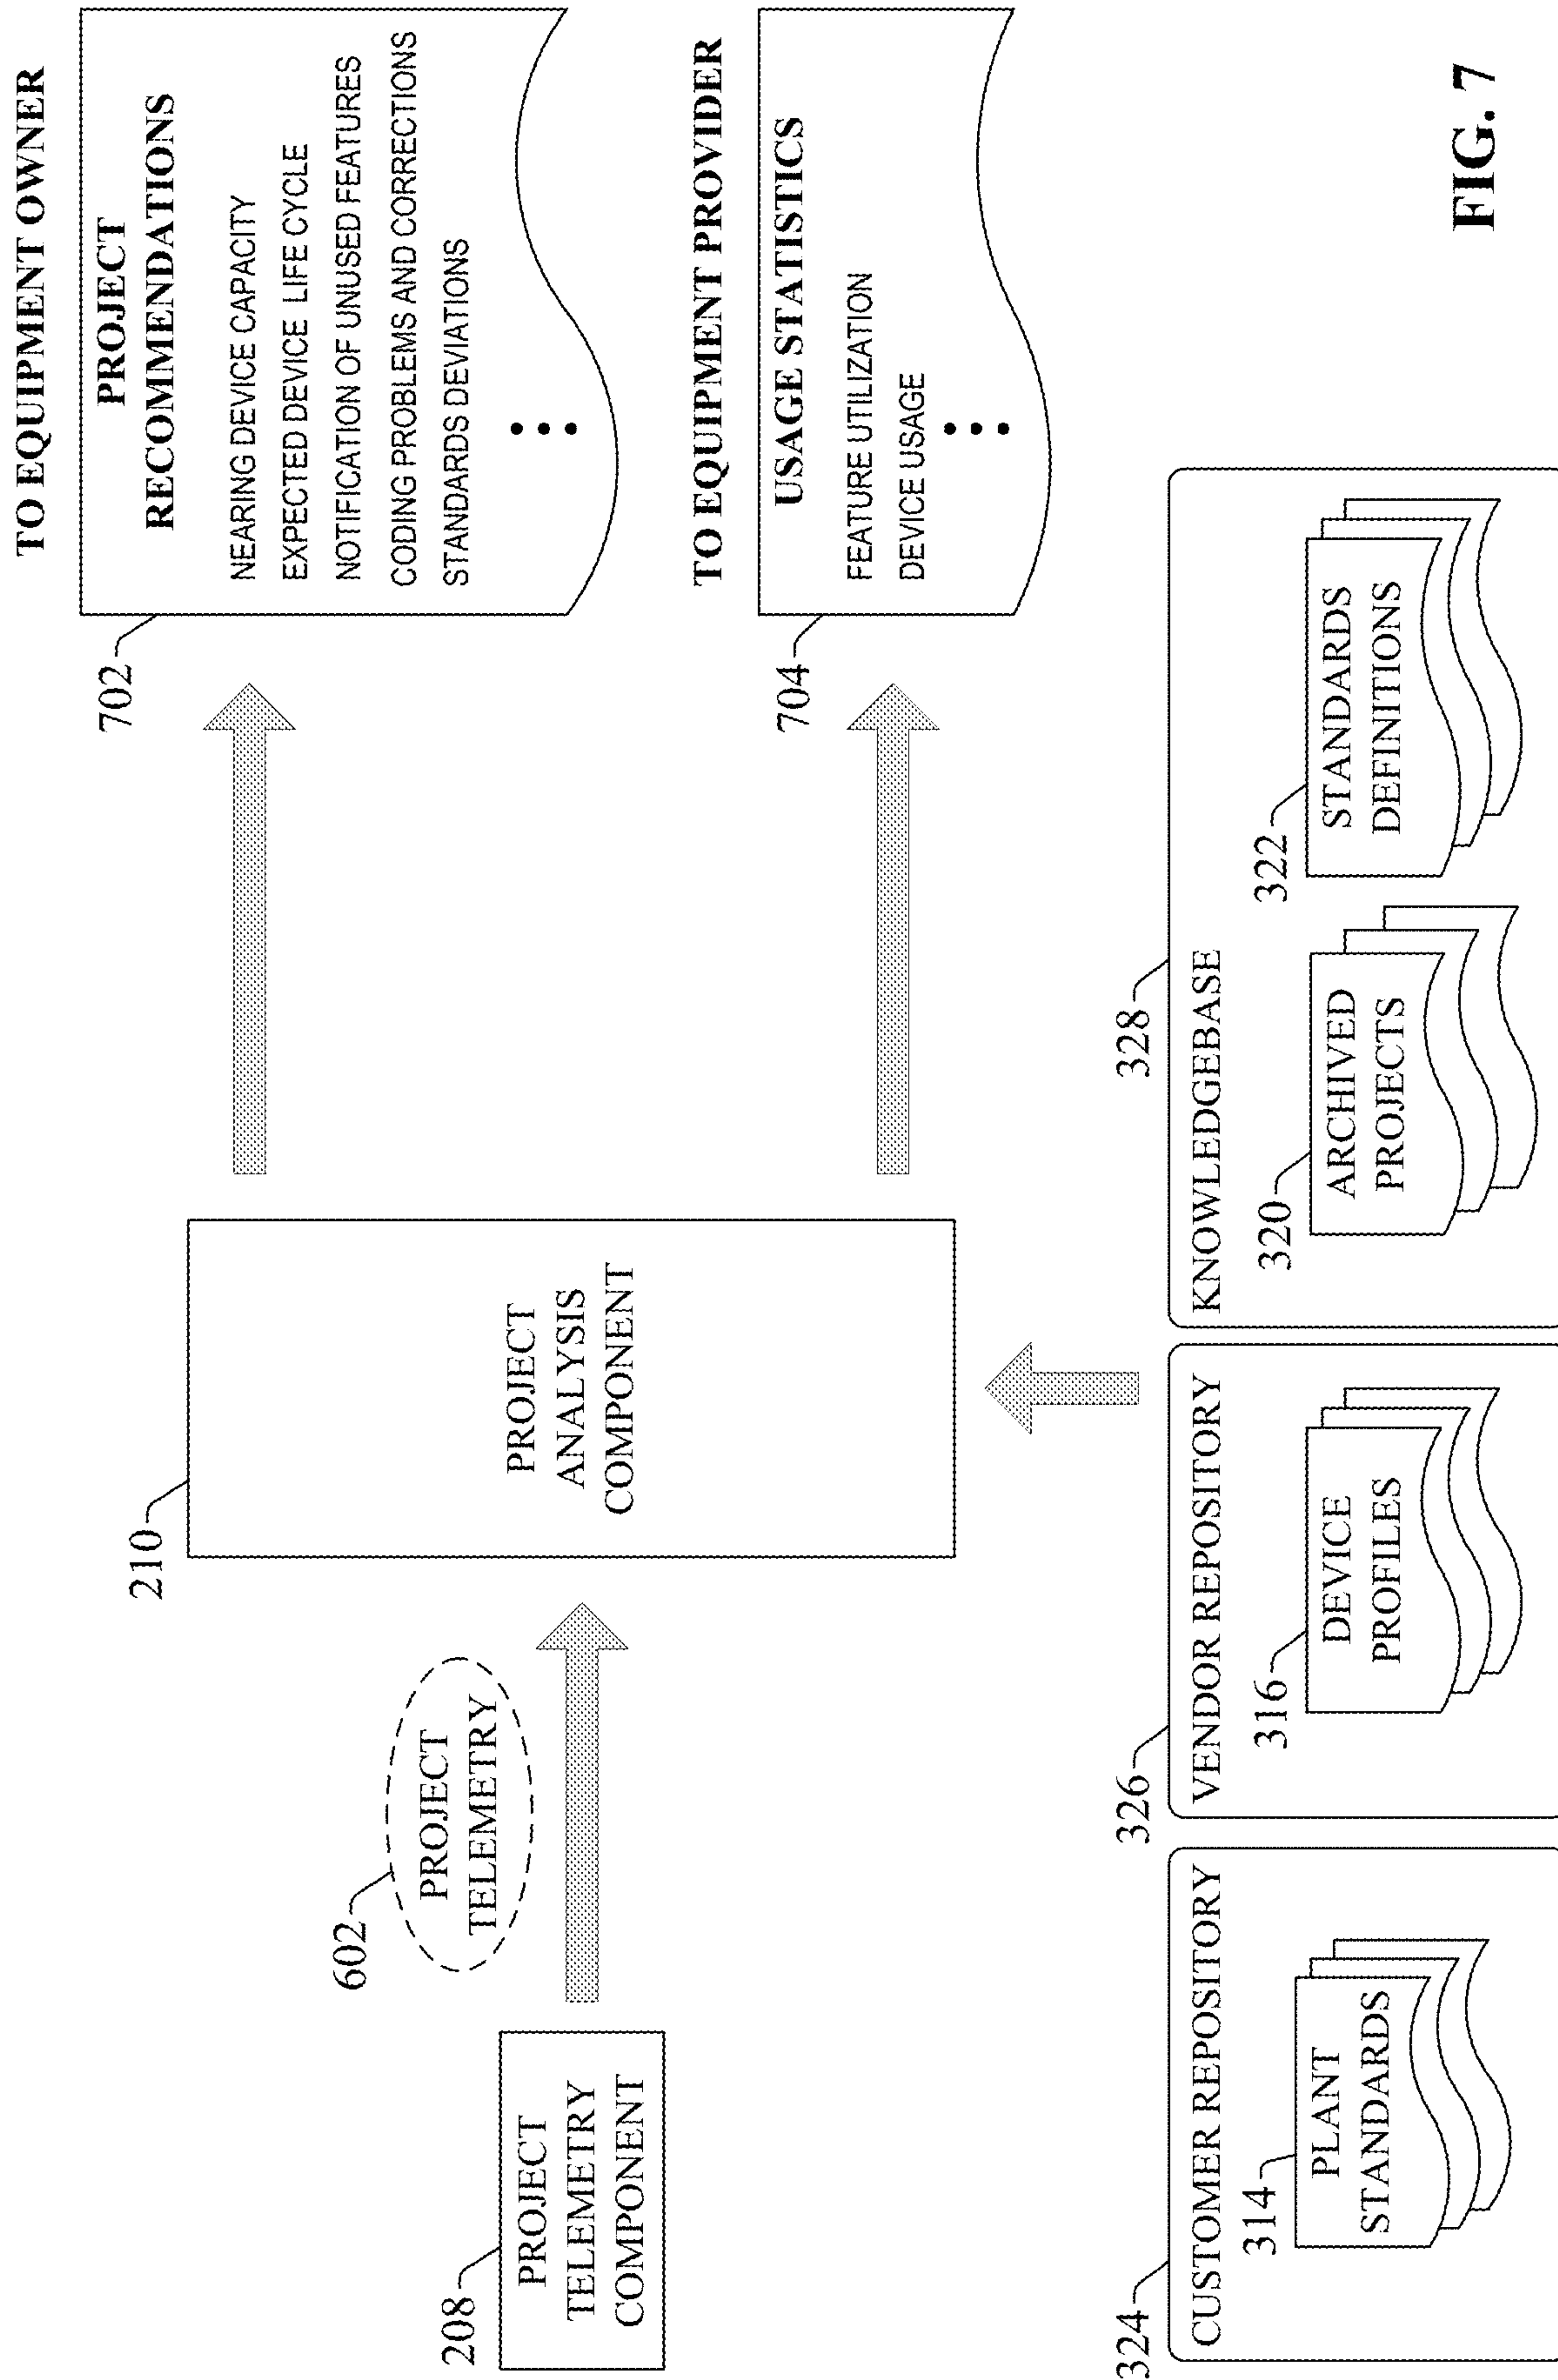 TO EQUIPMENT OWNER
702
PROJECT
RECOMMENDATIONS
NEARING DEVICE CAPACITY
EXPECTED DEVICE LIFE CYCLE
NOTIFICATION OF UNUSED FEATURES
CODING PROBLEMS AND CORRECTIONS
STANDARDS DEVIATIONS
210
602
PROJECT
TELEMETRY
208
PROJECT
TELEMETRY
COMPONENT
PROJECT
ANALYSIS
COMPONENT
TO EQUIPMENT PROVIDER
704
USAGE STATISTICS
FEATURE UTILIZATION
DEVICE USAGE
324
CUSTOMER REPOSITORY
314
PLANT
STANDARDS
326
VENDOR REPOSITORY
316
DEVICE
PROFILES
328
KNOWLEDGEBASE
320
ARCHIVED
PROJECTS
322
STANDARDS
DEFINITIONS
FIG. 7